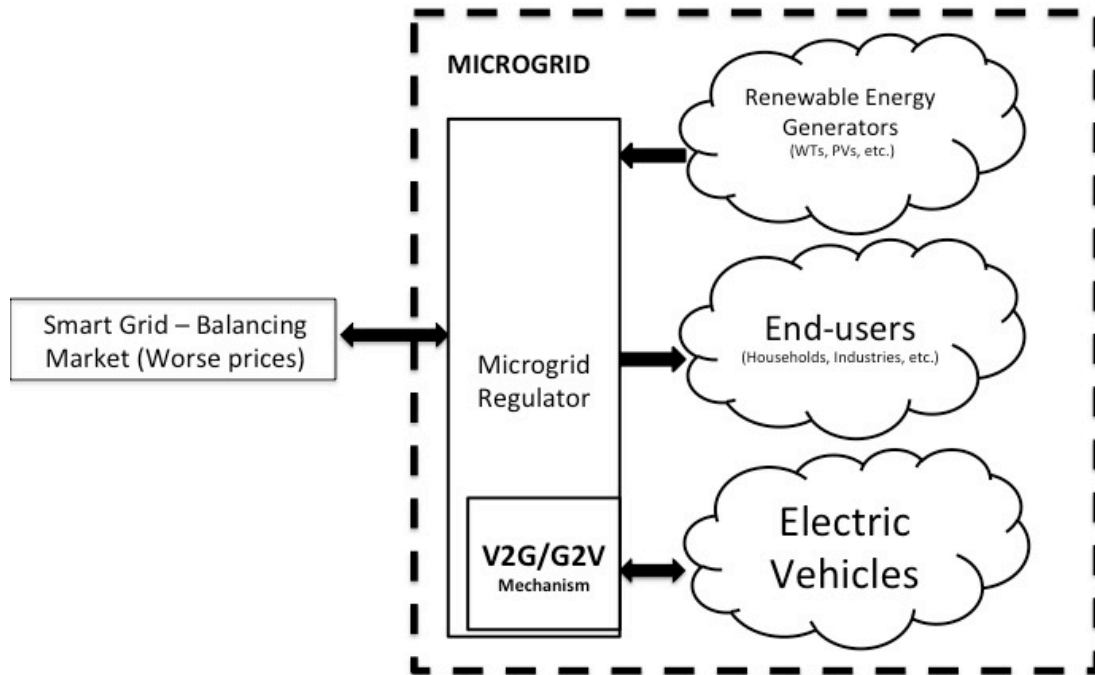 MICROGRID
Renewable Energy
Generators
(WTs, PVs, etc.)
Smart Grid – Balancing
Market (Worse prices)
Microgrid
Regulator
End-users
(Households, Industries, etc.)
V2G/G2V
Mechanism
Electric
Vehicles